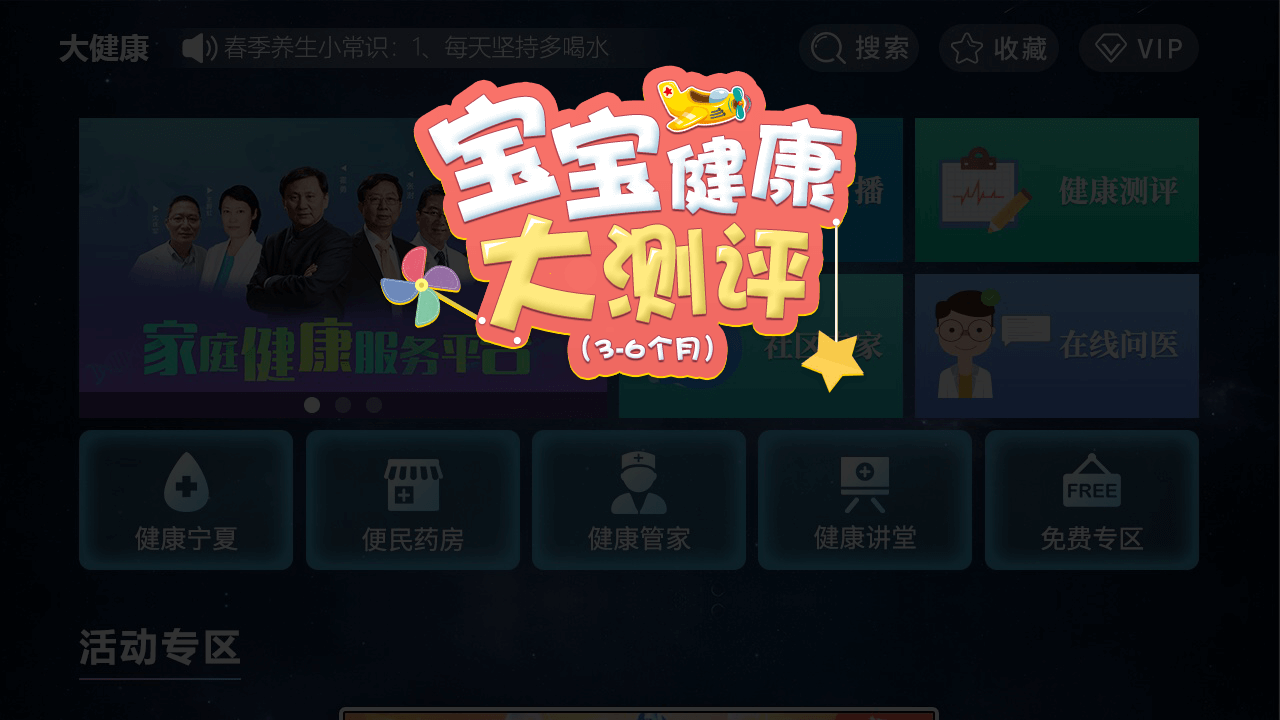 大健康
春季养生小常识：1、每天坚持多喝水
搜索
收藏
VIP
宝宝健康
大测评
(3-6个月)
播
健康测评
家庭健康服务平台
在线问医
健康宁夏
便民药房
健康管家
健康讲堂
FREE
免费专区
活动专区